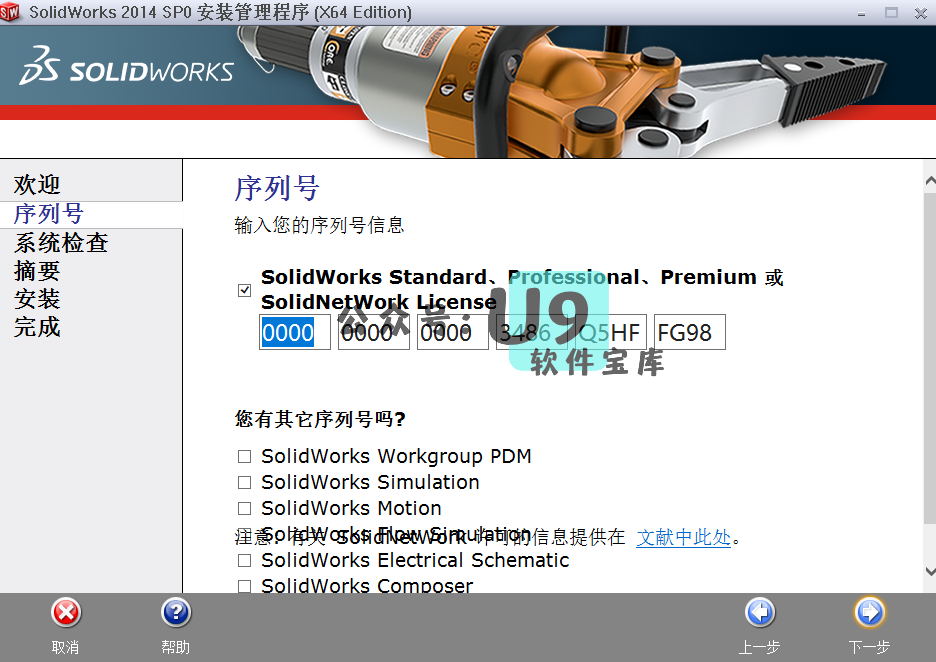 SolidWorks 2014 SP0 安装管理程序 (X64 Edition)
SOLIDWORKS
欢迎
序列号
系统检查
摘要
安装
完成
序列号
输入您的序列号信息
SolidWorks Standard、Professional、Premium 或
SolidNetWork License
0000 0000 0000 3486 Q5HF FG98
公众号：U9
软件宝库
您有其它序列号吗?
SolidWorks Workgroup PDM
SolidWorks Simulation
SolidWorks Motion
SolidWorks Flow Simulation
注意：有关 SolidNetWork 许可的信息提供在 文献中此处。
SolidWorks Electrical Schematic
SolidWorks Composer
取消
帮助
上一步
下一步